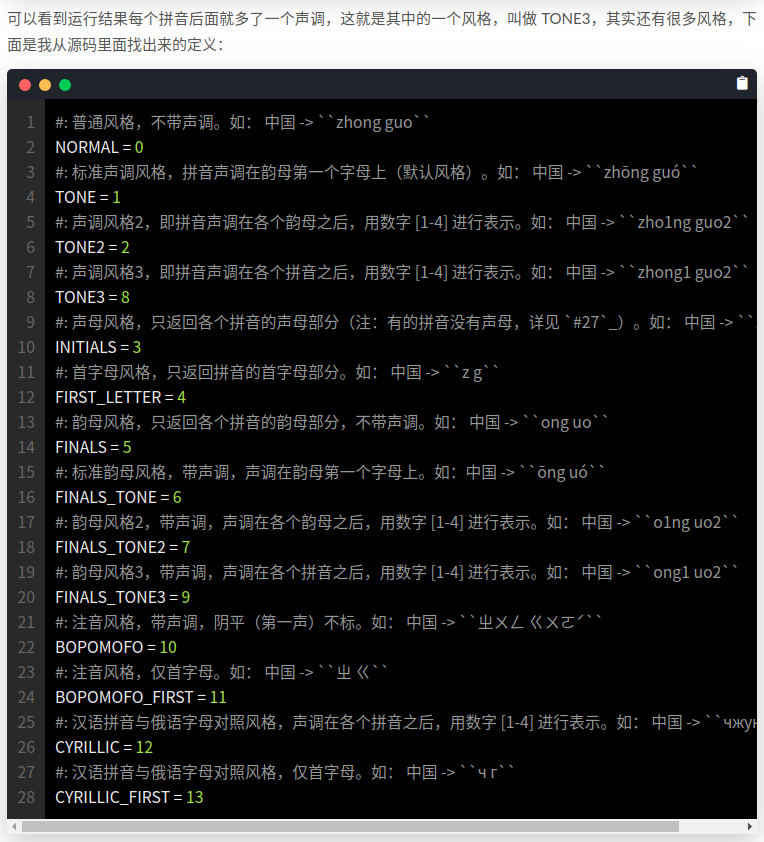 可以看到运行结果每个拼音后面就多了一个声调，这就是其中的一个风格，叫做 TONE3，其实还有很多风格，下
面是我从源码里面找出来的定义：
1 #: 普通风格，不带声调。如： 中国 -> ``zhong guo``
2 NORMAL = 0
3 #: 标准声调风格，拼音声调在韵母第一个字母上（默认风格）。如： 中国 -> ``zhōng guó``
4 TONE = 1
5 #: 声调风格2，即拼音声调在各个韵母之后，用数字 [1-4] 进行表示。如： 中国 -> ``zho1ng guo2``
6 TONE2 = 2
7 #: 声调风格3，即拼音声调在各个拼音之后，用数字 [1-4] 进行表示。如： 中国 -> ``zhong1 guo2``
8 TONE3 = 8
9 #: 声母风格，只返回各个拼音的声母部分（注：有的拼音没有声母，详见 `#27`_）。如： 中国 -> ``
10 INITIALS = 3
11 #: 首字母风格，只返回拼音的首字母部分。如： 中国 -> ``z g``
12 FIRST_LETTER = 4
13 #: 韵母风格，只返回各个拼音的韵母部分，不带声调。如： 中国 -> ``ong uo``
14 FINALS = 5
15 #: 标准韵母风格，带声调，声调在韵母第一个字母上。如：中国 -> ``ōng uó``
16 FINALS_TONE = 6
17 #: 韵母风格2，带声调，声调在各个韵母之后，用数字 [1-4] 进行表示。如： 中国 -> ``o1ng uo2``
18 FINALS_TONE2 = 7
19 #: 韵母风格3，带声调，声调在各个拼音之后，用数字 [1-4] 进行表示。如： 中国 -> ``ong1 uo2``
20 FINALS_TONE3 = 9
21 #: 注音风格，带声调，阴平（第一声）不标。如： 中国 -> ``ㄓㄨㄥ ㄍㄨㄛˊ``
22 BOPOMOFO = 10
23 #: 注音风格，仅首字母。如： 中国 -> ``ㄓ ㄍ``
24 BOPOMOFO_FIRST = 11
25 #: 汉语拼音与俄语字母对照风格，声调在各个拼音之后，用数字 [1-4] 进行表示。如： 中国 -> ``чжун
26 CYRILLIC = 12
27 #: 汉语拼音与俄语字母对照风格，仅首字母。如： 中国 -> ``ч г``
28 CYRILLIC_FIRST = 13